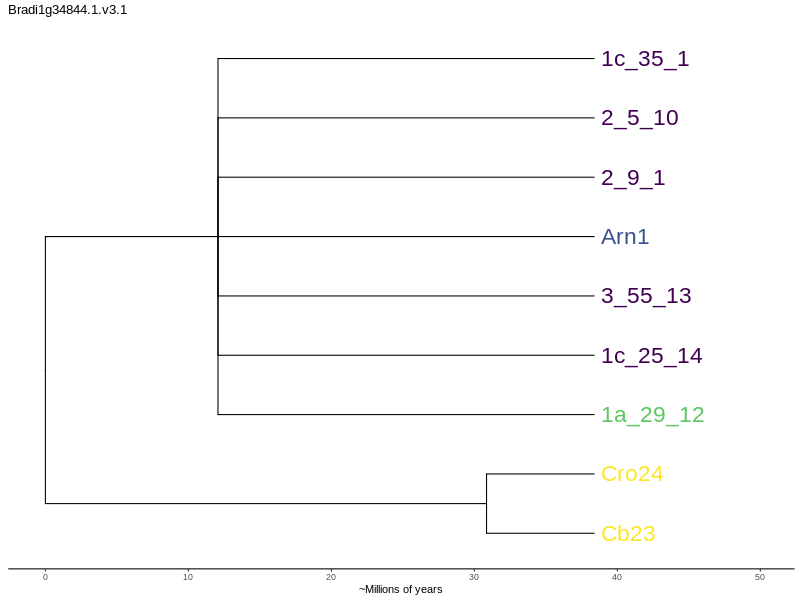 Bradi1g34844.1.v3.1
1c_35_1
2_5_10
2_9_1
Arn1
3_55_13
1c_25_14
1a_29_12
Cro24
Cb23
0 10 20 30 40 50
~Millions of years